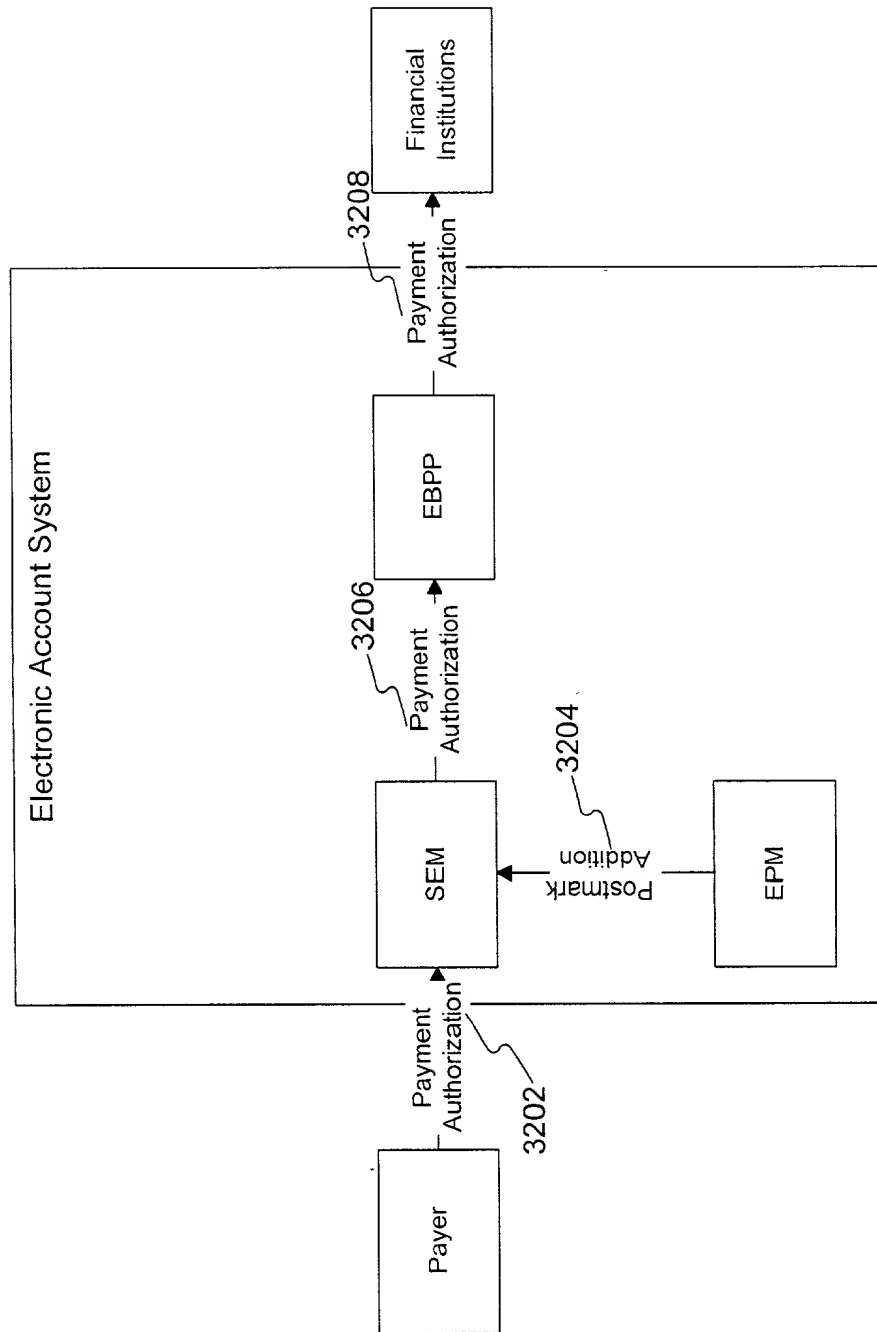 Electronic Account System
Payer
Payment
Authorization
3202
SEM
Postmark
Addition
3204
EPM
Payment
Authorization
3206
EBPP
Payment
Authorization
3208
Financial
Institutions